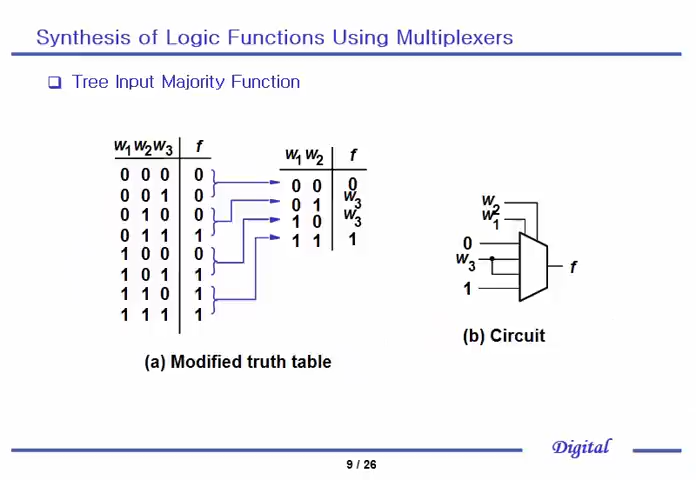 Synthesis of Logic Functions Using Multiplexers
Tree Input Majority Function
w1 w2 w3 f
0 0 0 0
0 0 1 0
0 1 0 0
0 1 1 1
1 0 0 0
1 0 1 1
1 1 0 1
1 1 1 1
w1 w2 f
0 0 0
0 1 w3
1 0 w3
1 1 1
(a) Modified truth table
w2
w1
0
w3
f
1
(b) Circuit
Digital
9 / 26